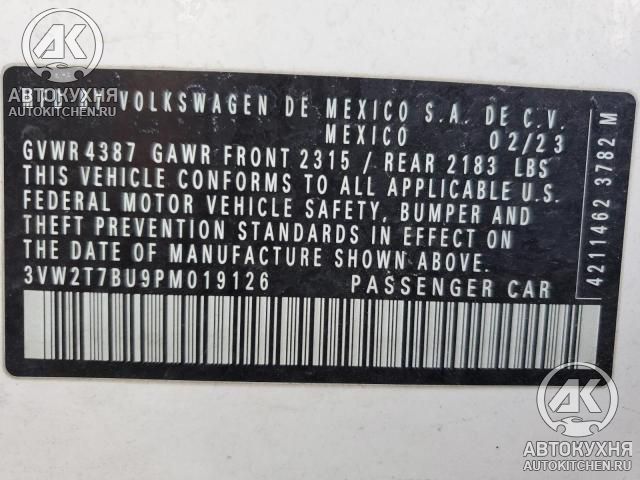 АК
АВТОКУХНЯ
AUTOKITCHEN.RU
VOLKSWAGEN DE MEXICO S.A. DE C.V.
MEXICO 02/23
GVWR 4387 GAWR FRONT 2315 / REAR 2183 LBS
THIS VEHICLE CONFORMS TO ALL APPLICABLE U.S.
FEDERAL MOTOR VEHICLE SAFETY, BUMPER AND
THEFT PREVENTION STANDARDS IN EFFECT ON
THE DATE OF MANUFACTURE SHOWN ABOVE.
3VW2T7BU9PM019126 PASSENGER CAR
4211462 3782 M
АК
АВТОКУХНЯ
AUTOKITCHEN.RU